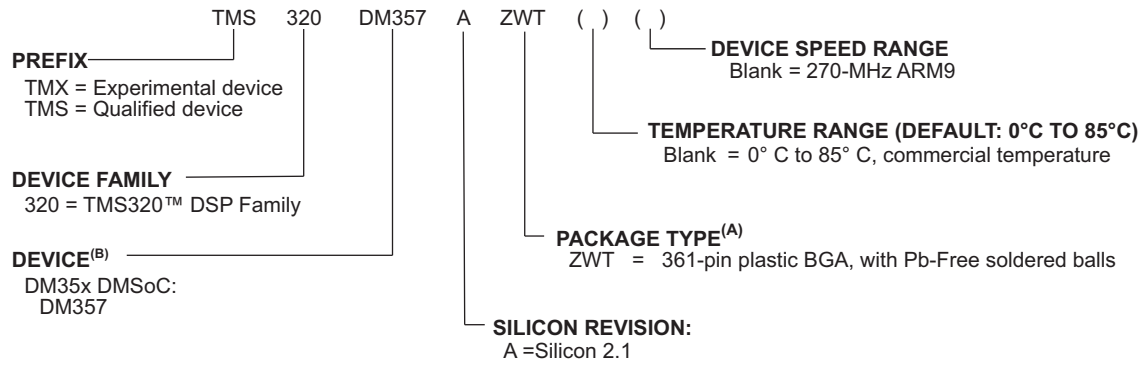 TMS 320 DM357 A ZWT ( ) ( )
PREFIX
TMX = Experimental device
TMS = Qualified device
DEVICE SPEED RANGE
Blank = 270-MHz ARM9
TEMPERATURE RANGE (DEFAULT: 0°C TO 85°C)
Blank = 0° C to 85° C, commercial temperature
DEVICE FAMILY
320 = TMS320™ DSP Family
PACKAGE TYPE(A)
ZWT = 361-pin plastic BGA, with Pb-Free soldered balls
DEVICE(B)
DM35x DMSoC:
DM357
SILICON REVISION:
A =Silicon 2.1